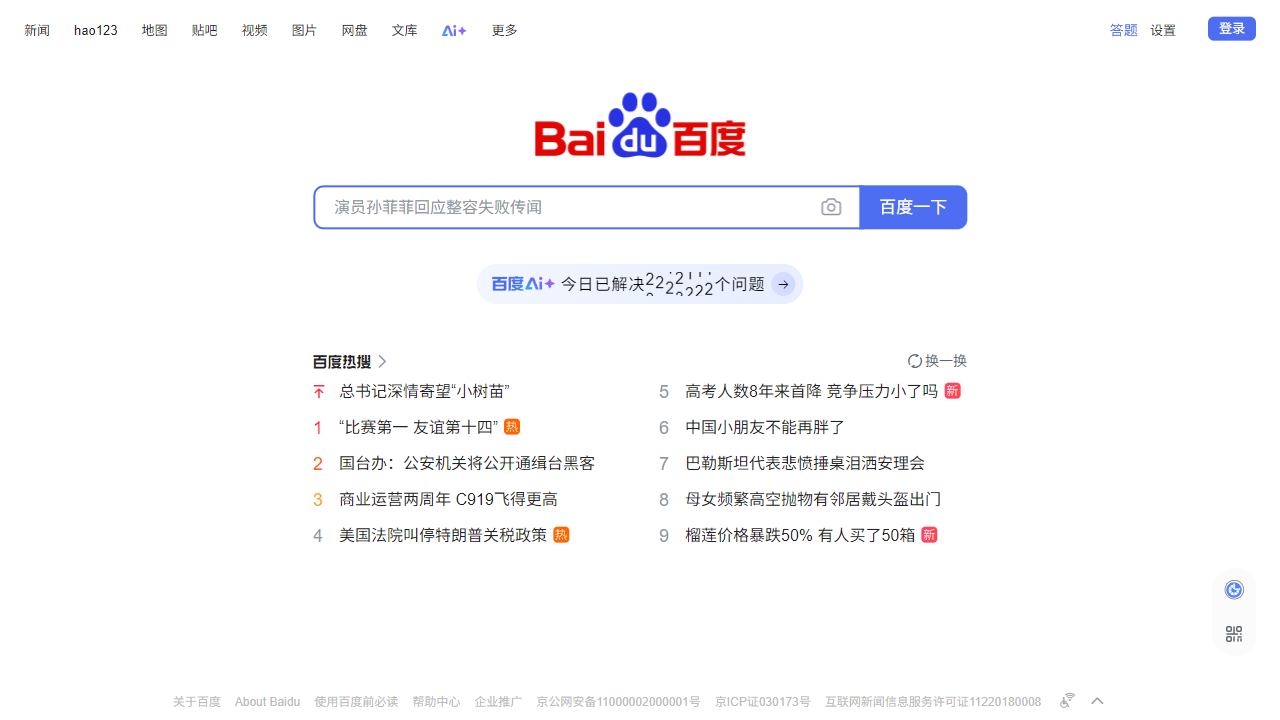 新闻 hao123 地图 贴吧 视频 图片 网盘 文库 Ai+ 更多 答题 设置 登录
Bai du 百度
演员孙菲菲回应整容失败传闻 百度一下
百度Ai+ 今日已解决 个问题
百度热搜 换一换
总书记深情寄望“小树苗”
1 “比赛第一 友谊第十四” 热
2 国台办：公安机关将公开通缉台黑客
3 商业运营两周年 C919飞得更高
4 美国法院叫停特朗普关税政策 热
5 高考人数8年来首降 竞争压力小了吗 新
6 中国小朋友不能再胖了
7 巴勒斯坦代表悲愤捶桌泪洒安理会
8 母女频繁高空抛物有邻居戴头盔出门
9 榴莲价格暴跌50% 有人买了50箱 新
关于百度 About Baidu 使用百度前必读 帮助中心 企业推广 京公网安备11000002000001号 京ICP证030173号 互联网新闻信息服务许可证11220180008